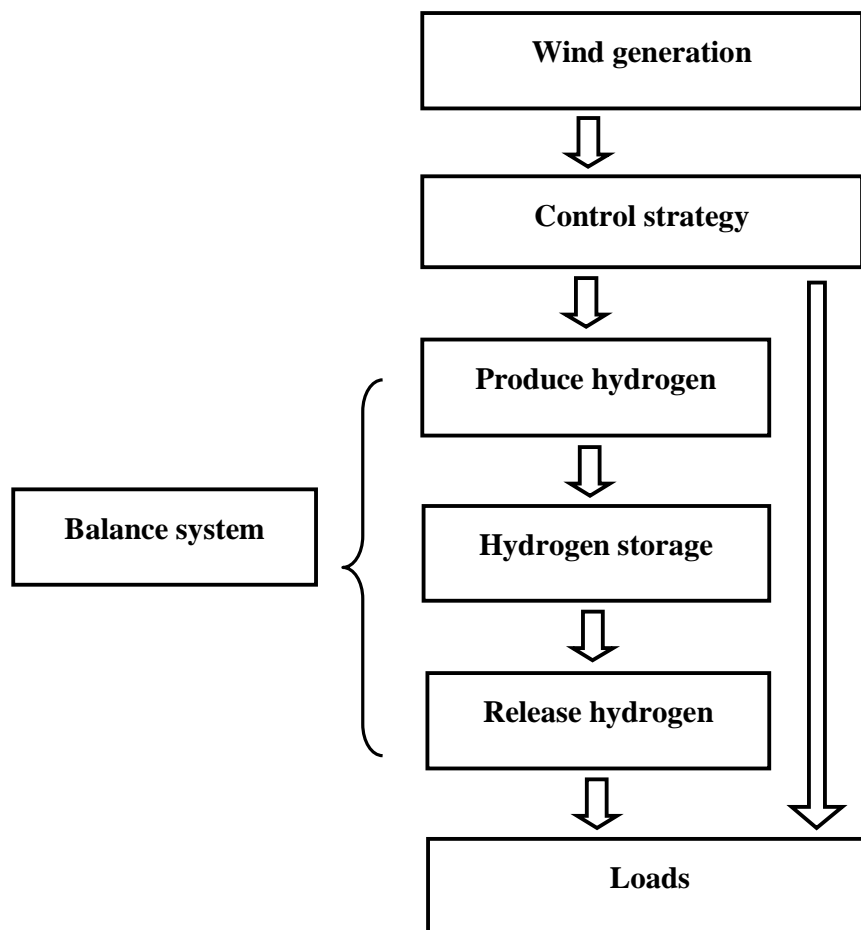 Wind generation
Control strategy
Produce hydrogen
Balance system
Hydrogen storage
Release hydrogen
Loads